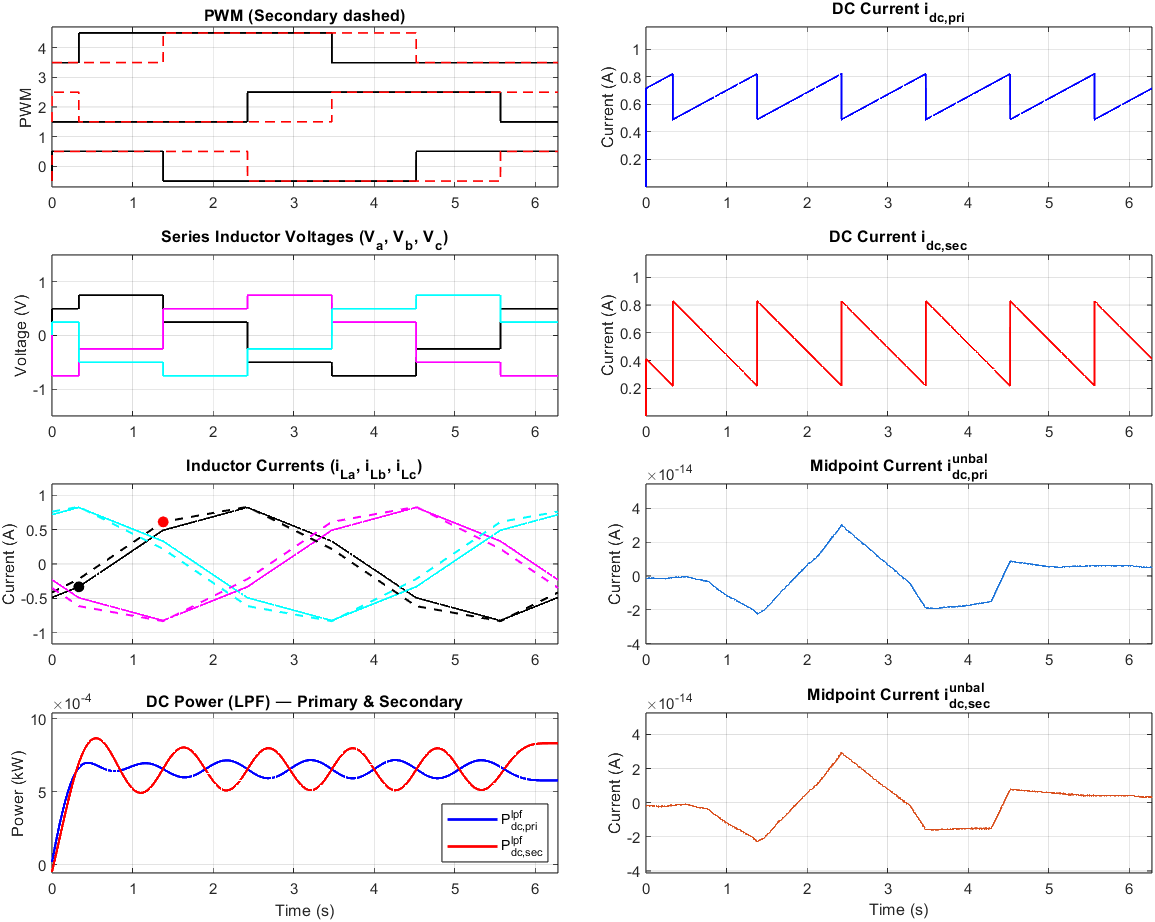 PWM (Secondary dashed)
PWM
4
3
2
1
0
0 1 2 3 4 5 6
DC Current i_dc,pri
Current (A)
1
0.8
0.6
0.4
0.2
0 1 2 3 4 5 6
Series Inductor Voltages (V_a, V_b, V_c)
Voltage (V)
1
0
-1
0 1 2 3 4 5 6
DC Current i_dc,sec
Current (A)
1
0.8
0.6
0.4
0.2
0 1 2 3 4 5 6
Inductor Currents (i_La, i_Lb, i_Lc)
Current (A)
1
0.5
0
-0.5
-1
0 1 2 3 4 5 6
Midpoint Current i_dc,pri^unbal
×10^-14
Current (A)
4
2
0
-2
-4
0 1 2 3 4 5 6
DC Power (LPF) — Primary & Secondary
×10^-4
Power (kW)
10
5
0
P_dc,pri^lpf
P_dc,sec^lpf
0 1 2 3 4 5 6
Time (s)
Midpoint Current i_dc,sec^unbal
×10^-14
Current (A)
4
2
0
-2
-4
0 1 2 3 4 5 6
Time (s)